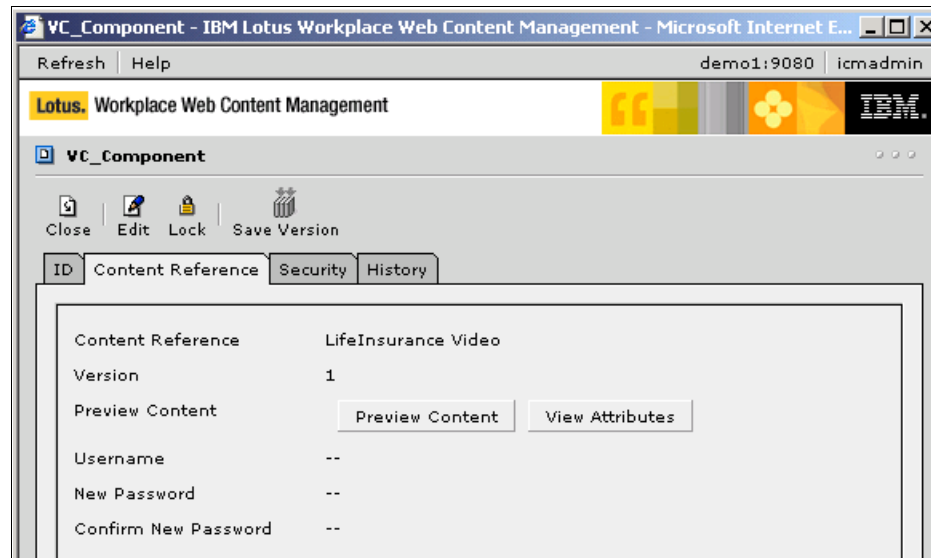 VC_Component - IBM Lotus Workplace Web Content Management - Microsoft Internet E...
Refresh Help demo1:9080 icmadmin
Lotus. Workplace Web Content Management IBM.
VC_Component
Close Edit Lock Save Version
ID Content Reference Security History
Content Reference LifeInsurance Video
Version 1
Preview Content Preview Content View Attributes
Username --
New Password --
Confirm New Password --